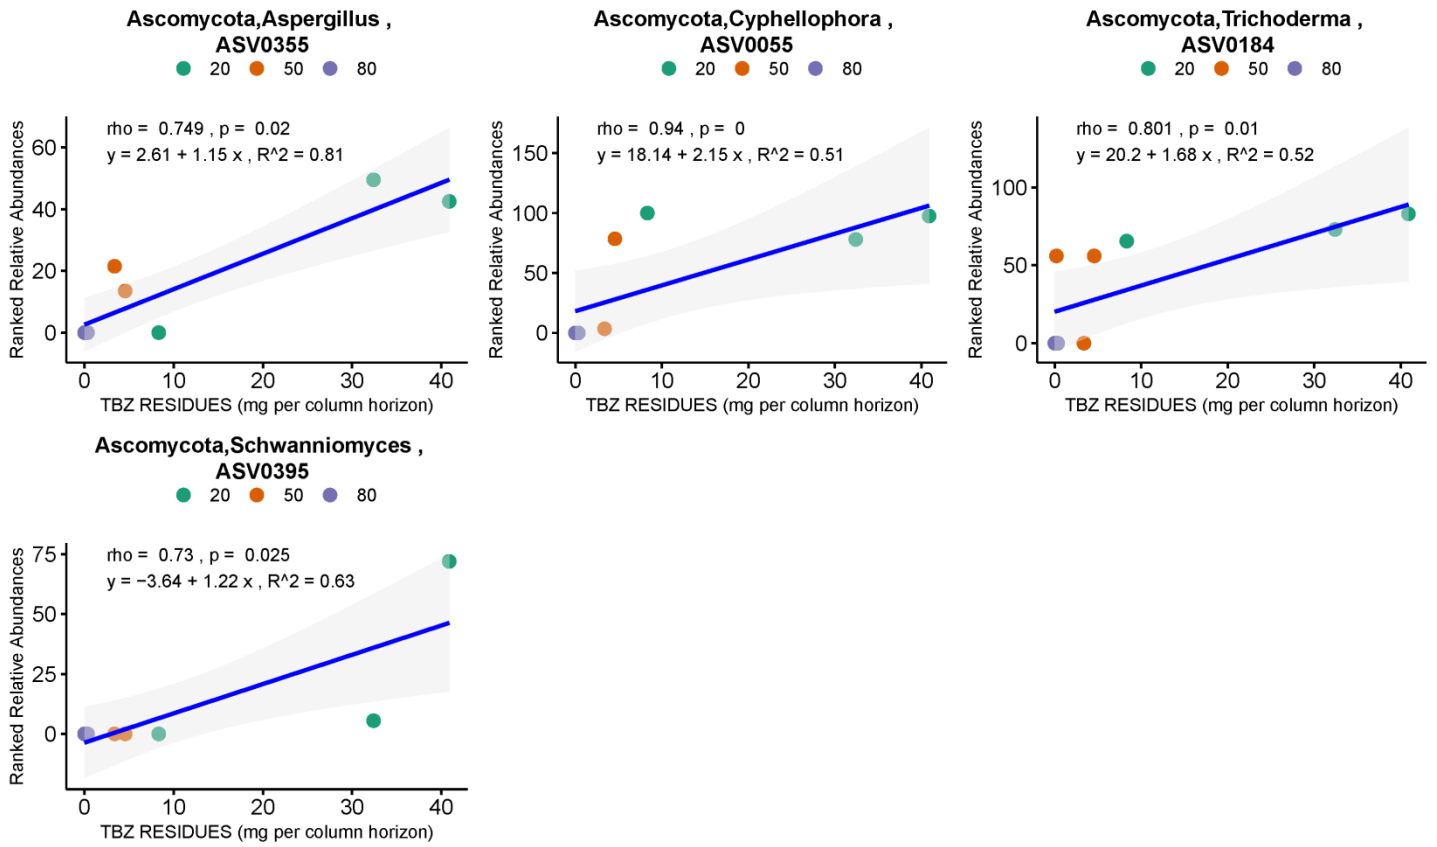 Ascomycota,Aspergillus ,
ASV0355
20 50 80
rho = 0.749 , p = 0.02
y = 2.61 + 1.15 x , R^2 = 0.81
Ranked Relative Abundances
60
40
20
0
0 10 20 30 40
TBZ RESIDUES (mg per column horizon)
Ascomycota,Cyphellophora ,
ASV0055
20 50 80
rho = 0.94 , p = 0
y = 18.14 + 2.15 x , R^2 = 0.51
Ranked Relative Abundances
150
100
50
0
0 10 20 30 40
TBZ RESIDUES (mg per column horizon)
Ascomycota,Trichoderma ,
ASV0184
20 50 80
rho = 0.801 , p = 0.01
y = 20.2 + 1.68 x , R^2 = 0.52
Ranked Relative Abundances
100
50
0
0 10 20 30 40
TBZ RESIDUES (mg per column horizon)
Ascomycota,Schwanniomyces ,
ASV0395
20 50 80
rho = 0.73 , p = 0.025
y = −3.64 + 1.22 x , R^2 = 0.63
Ranked Relative Abundances
75
50
25
0
0 10 20 30 40
TBZ RESIDUES (mg per column horizon)